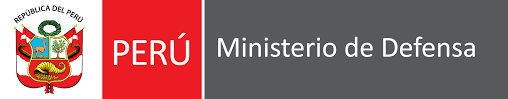 REPÚBLICA DEL PERÚ
PERÚ
Ministerio de Defensa